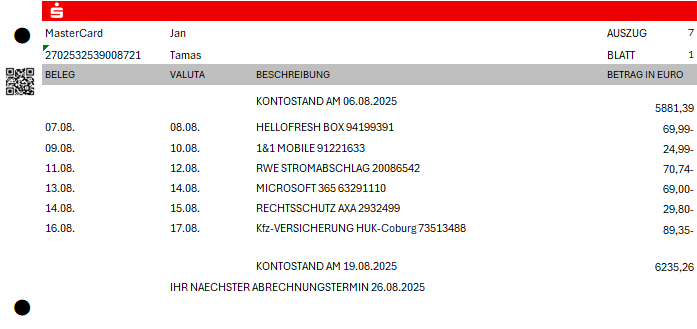 MasterCard Jan AUSZUG 7
2702532539008721 Tamas BLATT 1
BELEG VALUTA BESCHREIBUNG BETRAG IN EURO
KONTOSTAND AM 06.08.2025 5881,39
07.08. 08.08. HELLOFRESH BOX 94199391 69,99-
09.08. 10.08. 1&1 MOBILE 91221633 24,99-
11.08. 12.08. RWE STROMABSCHLAG 20086542 70,74-
13.08. 14.08. MICROSOFT 365 63291110 69,00-
14.08. 15.08. RECHTSSCHUTZ AXA 2932499 29,80-
16.08. 17.08. Kfz-VERSICHERUNG HUK-Coburg 73513488 89,35-
KONTOSTAND AM 19.08.2025 6235,26
IHR NAECHSTER ABRECHNUNGSTERMIN 26.08.2025